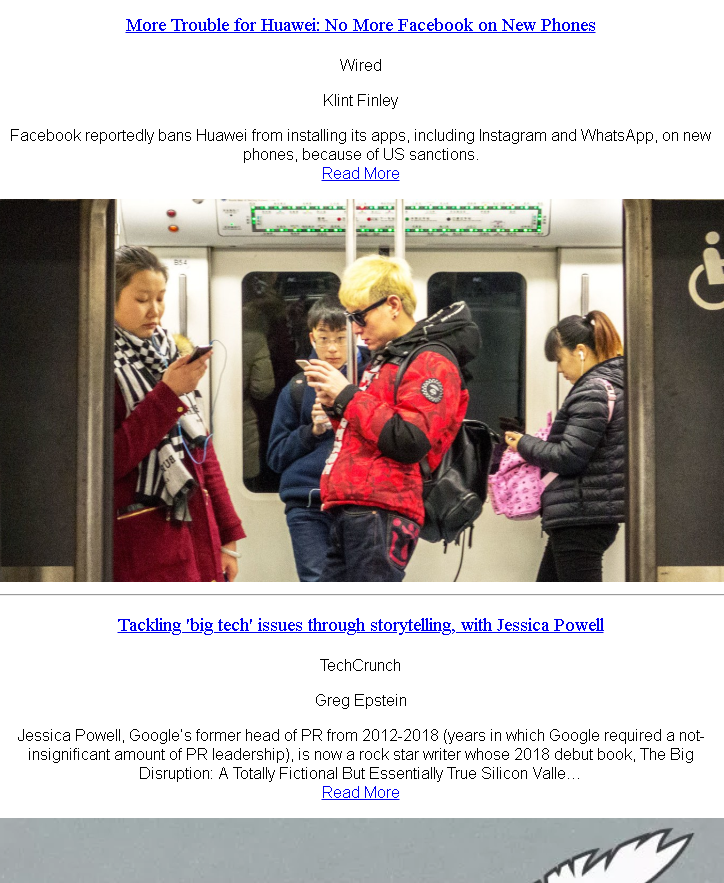 More Trouble for Huawei: No More Facebook on New Phones
Wired
Klint Finley
Facebook reportedly bans Huawei from installing its apps, including Instagram and WhatsApp, on new
phones, because of US sanctions.
Read More
Tackling 'big tech' issues through storytelling, with Jessica Powell
TechCrunch
Greg Epstein
Jessica Powell, Google’s former head of PR from 2012-2018 (years in which Google required a not-
insignificant amount of PR leadership), is now a rock star writer whose 2018 debut book, The Big
Disruption: A Totally Fictional But Essentially True Silicon Valle…
Read More